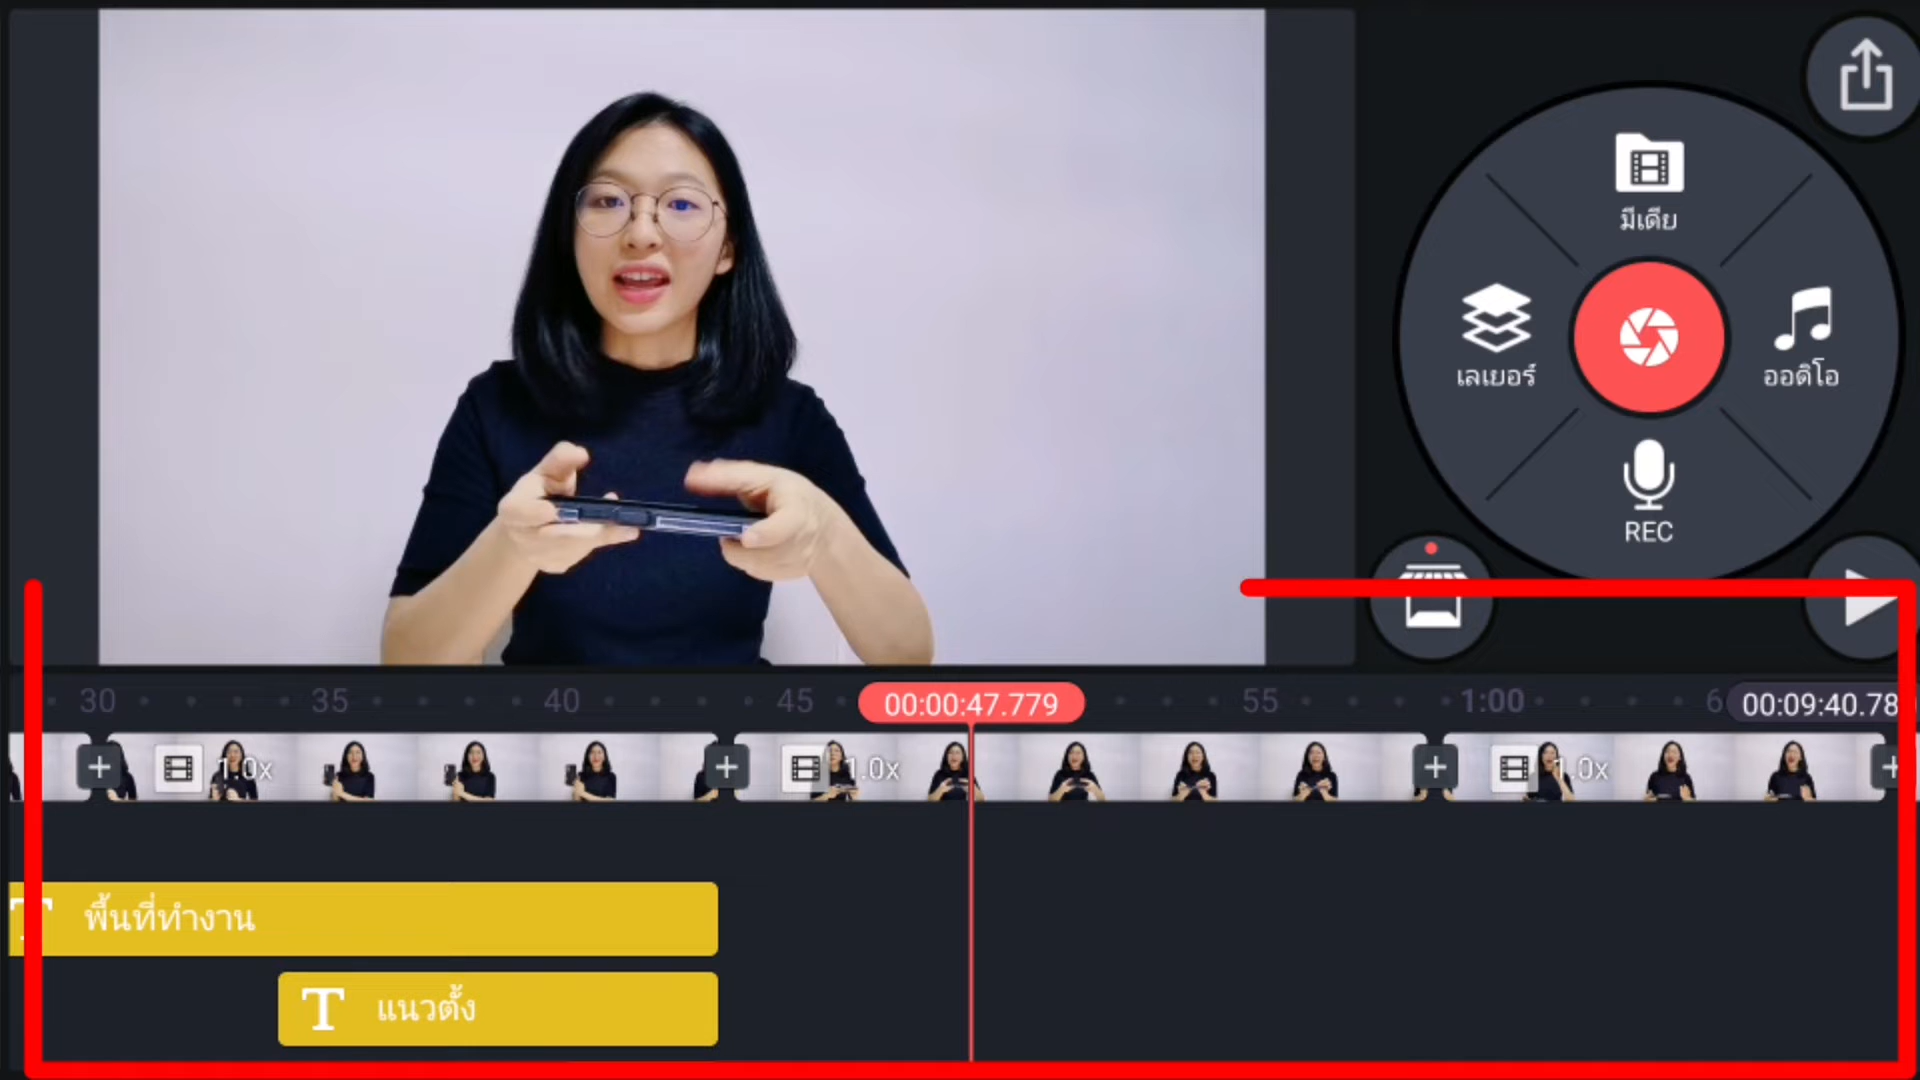 มีเดีย
เลเยอร์
ออดิโอ
REC
30 35 40 45 00:00:47.779 55 1:00 6 00:09:40.78
1.0x 1.0x 1.0x
T พื้นที่ทำงาน
T แนวตั้ง